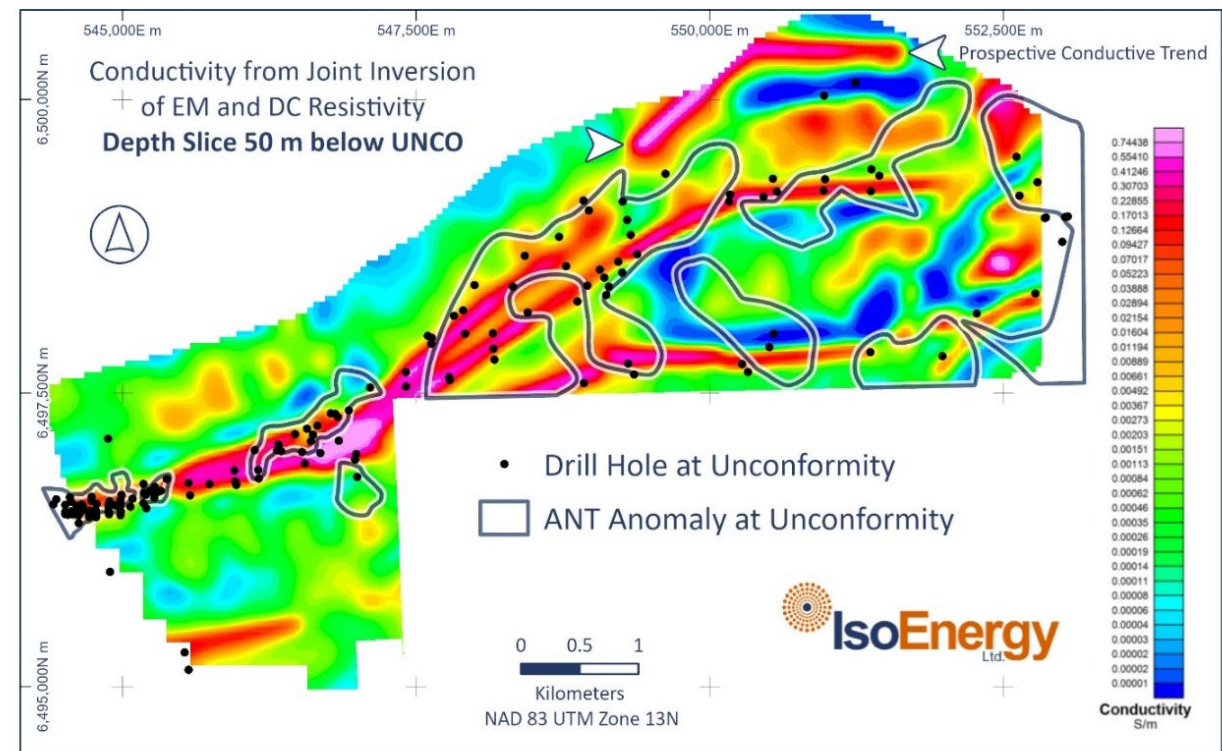 545,000E m
547,500E m
550,000E m
552,500E m
Conductivity from Joint Inversion
of EM and DC Resistivity
Depth Slice 50 m below UNCO
Prospective Conductive Trend
6,500,000N m
6,497,500N m
6,495,000N m
0.74438
0.55410
0.41246
0.30703
0.22855
0.17013
0.12664
0.09427
0.07017
0.05223
0.03888
0.02894
0.02154
0.01604
0.01194
0.00889
0.00661
0.00492
0.00367
0.00273
0.00203
0.00151
0.00113
0.00084
0.00062
0.00046
0.00035
0.00026
0.00019
0.00014
0.00011
0.00008
0.00006
0.00004
0.00003
0.00002
0.00002
0.00001
Conductivity
S/m
Drill Hole at Unconformity
ANT Anomaly at Unconformity
IsoEnergy
Ltd.
0 0.5 1
Kilometers
NAD 83 UTM Zone 13N